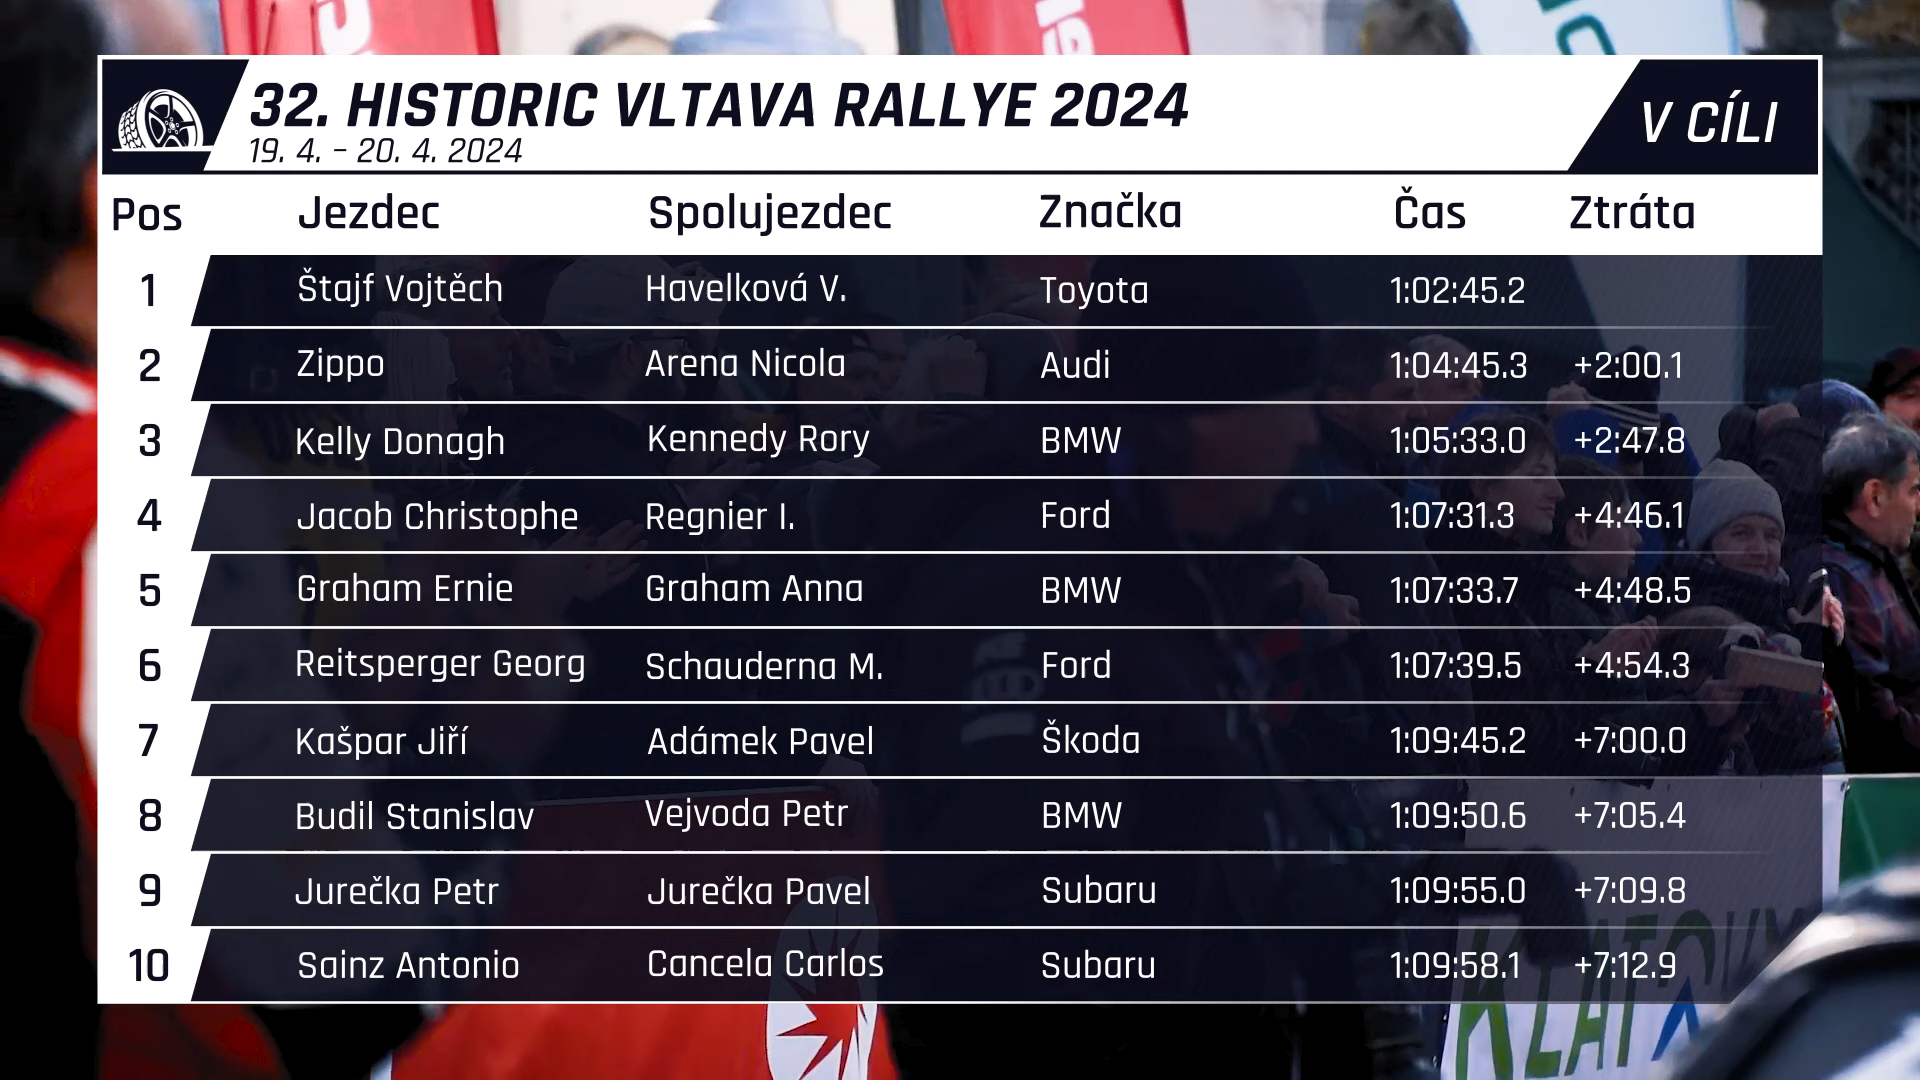 32. HISTORIC VLTAVA RALLYE 2024
19. 4. – 20. 4. 2024
V CÍLI
Pos Jezdec Spolujezdec Značka Čas Ztráta
1 Štajf Vojtěch Havelková V. Toyota 1:02:45.2
2 Zippo Arena Nicola Audi 1:04:45.3 +2:00.1
3 Kelly Donagh Kennedy Rory BMW 1:05:33.0 +2:47.8
4 Jacob Christophe Regnier I. Ford 1:07:31.3 +4:46.1
5 Graham Ernie Graham Anna BMW 1:07:33.7 +4:48.5
6 Reitsperger Georg Schauderna M. Ford 1:07:39.5 +4:54.3
7 Kašpar Jiří Adámek Pavel Škoda 1:09:45.2 +7:00.0
8 Budil Stanislav Vejvoda Petr BMW 1:09:50.6 +7:05.4
9 Jurečka Petr Jurečka Pavel Subaru 1:09:55.0 +7:09.8
10 Sainz Antonio Cancela Carlos Subaru 1:09:58.1 +7:12.9
KLATOVY